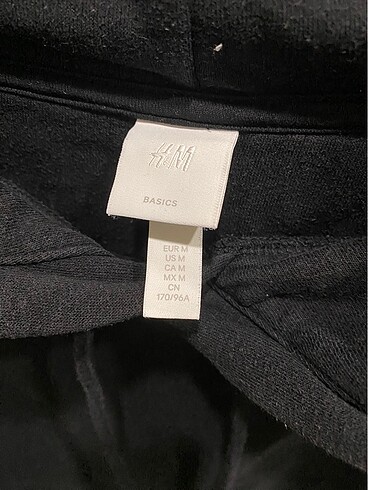 H&M
BASICS
EUR M
US M
CA M
MX M
CN
170/96A